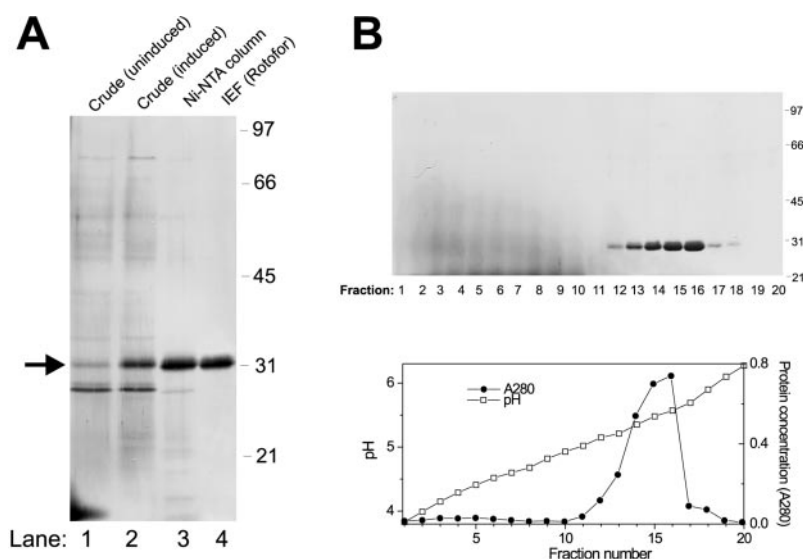 A
Crude (uninduced)
Crude (induced)
Ni-NTA column
IEF (Rotofor)
97
66
45
31
21
Lane: 1 2 3 4
B
97
66
45
31
21
Fraction: 1 2 3 4 5 6 7 8 9 10 11 12 13 14 15 16 17 18 19 20
A280
pH
6
5
4
pH
0.8
0.4
0.0
Protein concentration (A280)
5 10 15 20
Fraction number